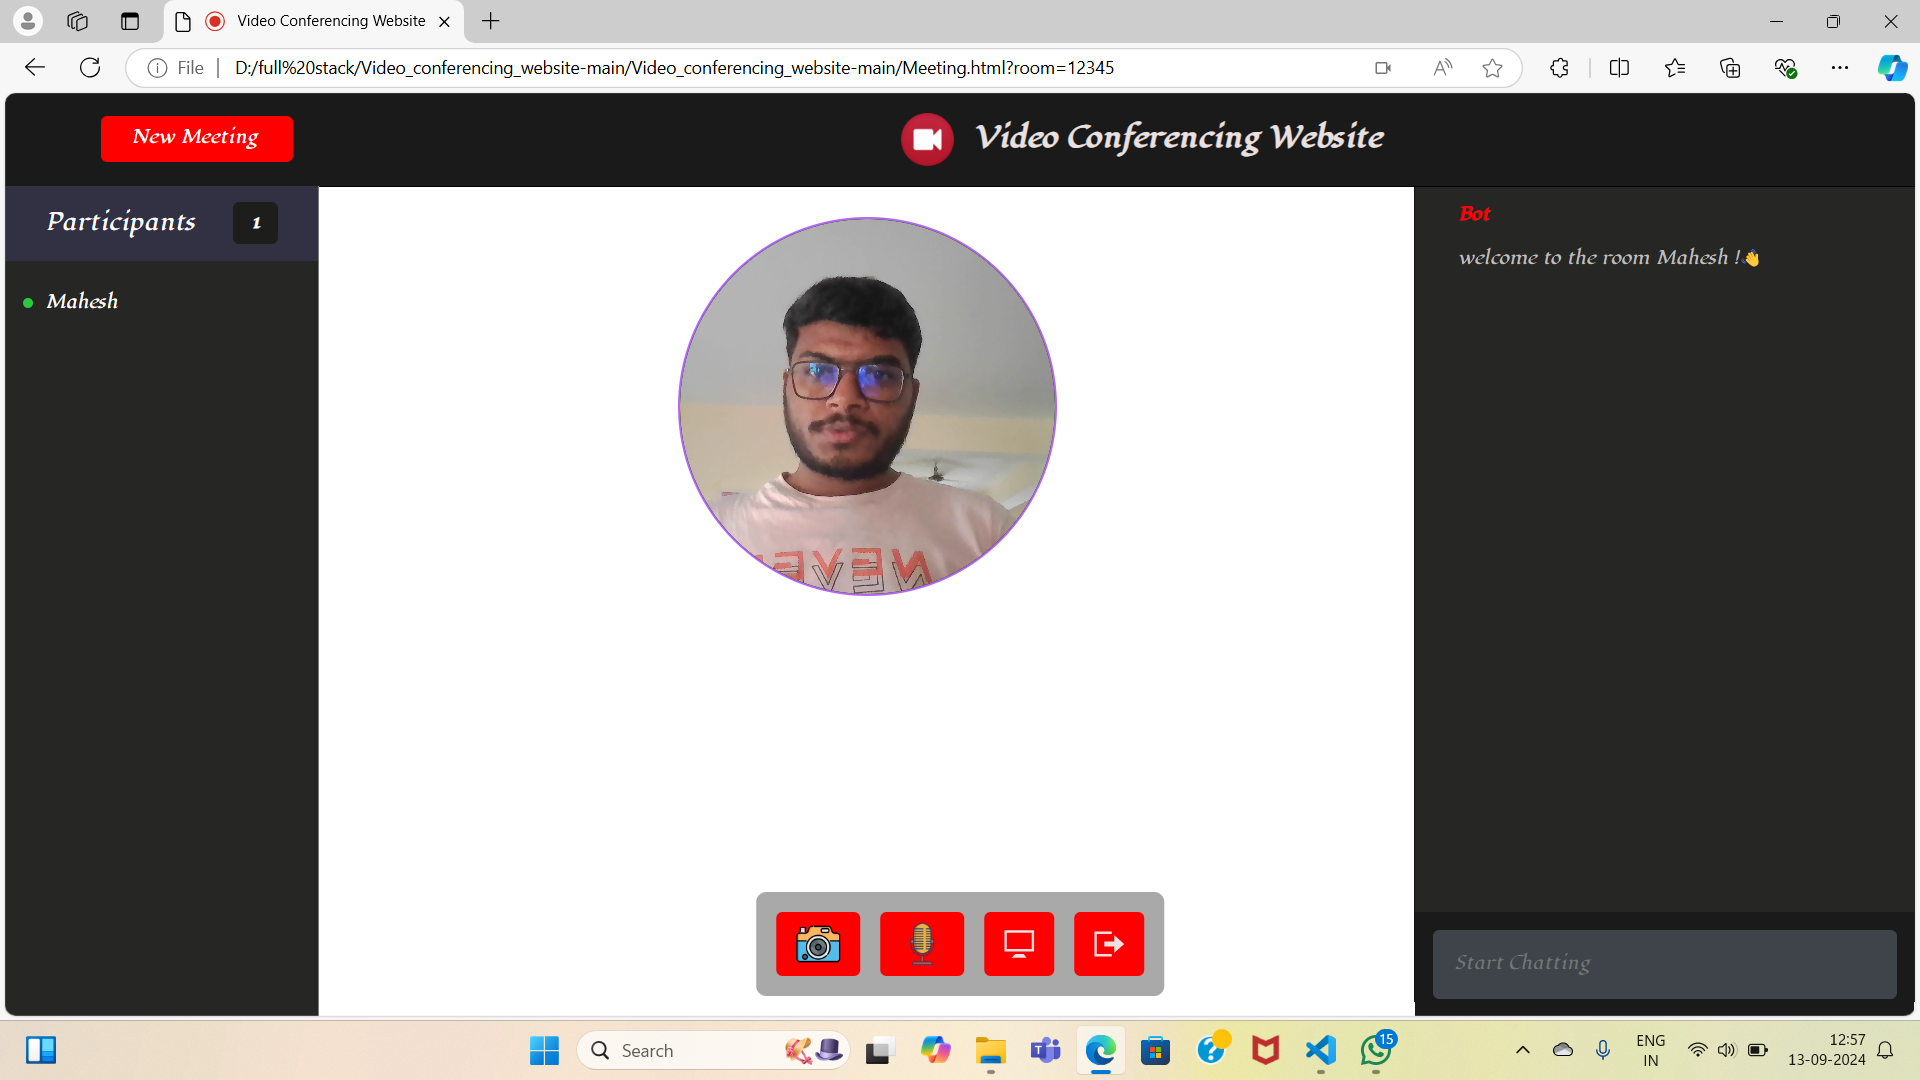 Video Conferencing Website
File
D:/full%20stack/Video_conferencing_website-main/Video_conferencing_website-main/Meeting.html?room=12345
New Meeting
Video Conferencing Website
Participants 1
Mahesh
Bot
welcome to the room Mahesh !👋
NEVE
NEVE
Start Chatting
Search
15
ENG
IN
12:57
13-09-2024